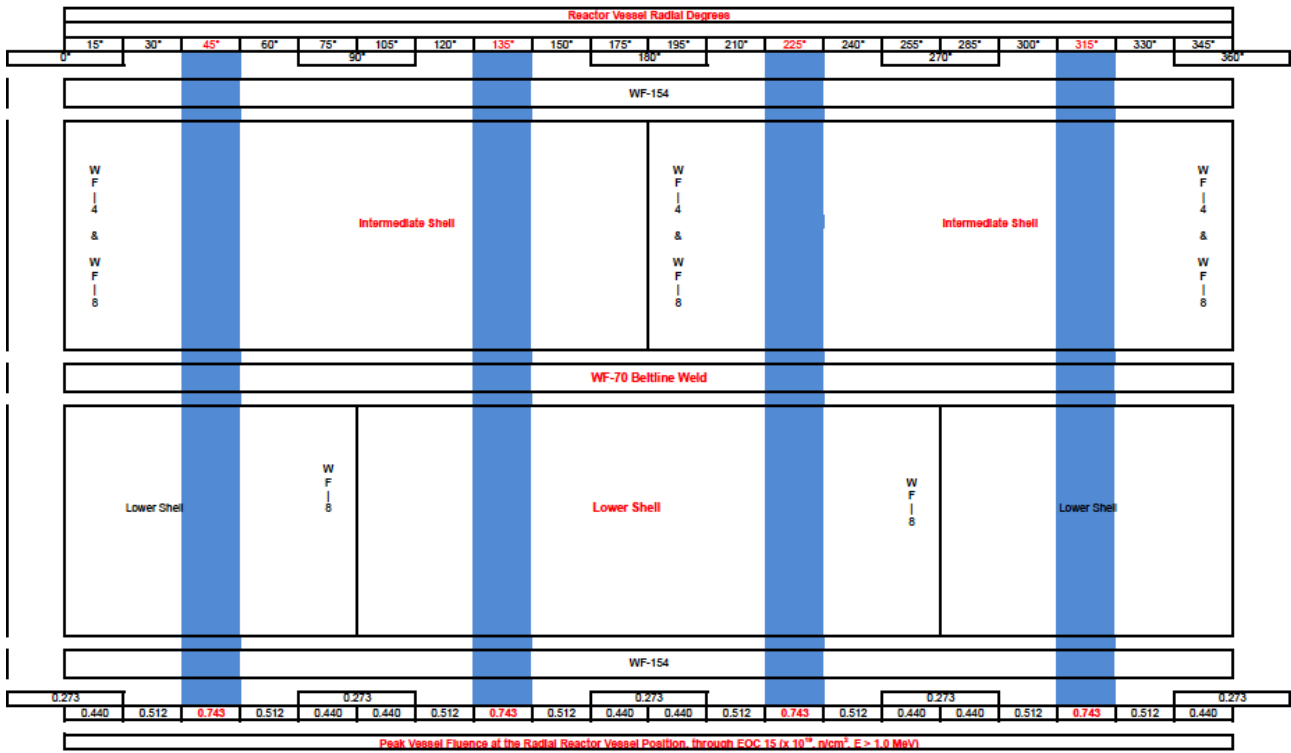 Reactor Vessel Radial Degrees
15° 30° 45° 60° 75° 105° 120° 135° 150° 175° 195° 210° 225° 240° 255° 285° 300° 315° 330° 345°
0° 90° 180° 270° 360°
WF-154
W W W
F F F
| | |
4 4 4
Intermediate Shell Intermediate Shell
& & &
W W W
F F F
| | |
8 8 8
WF-70 Beltline Weld
W
F W
| F
Lower Shell 8 Lower Shell | Lower Shell
8
WF-154
0.273 0.273 0.273 0.273 0.273
0.440 0.512 0.743 0.512 0.440 0.440 0.512 0.743 0.512 0.440 0.440 0.512 0.743 0.512 0.440 0.440 0.512 0.743 0.512 0.440
Peak Vessel Fluence at the Radial Reactor Vessel Position, through EOC 15 (x 10¹⁹, n/cm², E > 1.0 MeV)